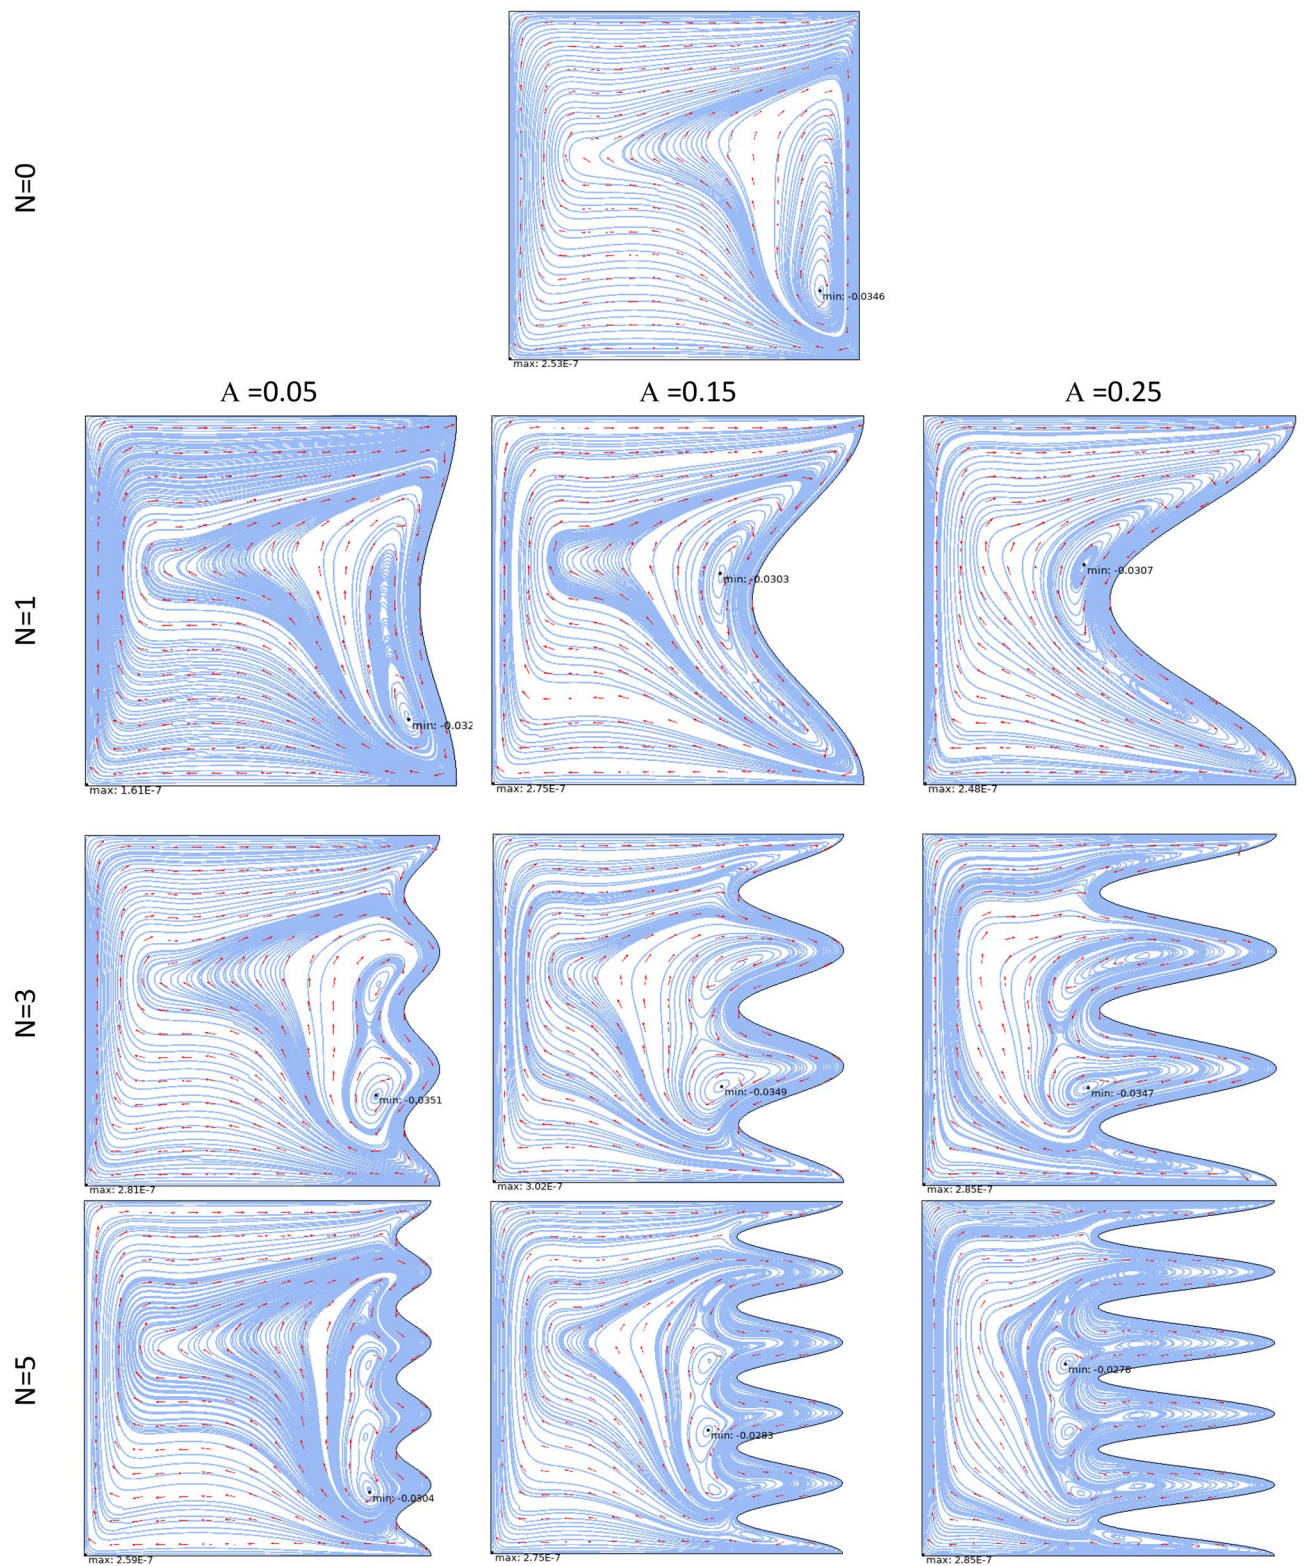 N=0
min: -0.0346
max: 2.53E-7
A =0.05
A =0.15
A =0.25
N=1
min: -0.032
min: -0.0303
min: -0.0307
max: 1.61E-7
max: 2.75E-7
max: 2.48E-7
N=3
min: -0.0351
min: -0.0349
min: -0.0347
max: 2.81E-7
max: 3.02E-7
max: 2.85E-7
N=5
min: -0.0304
min: -0.0283
min: -0.0278
max: 2.59E-7
max: 2.75E-7
max: 2.85E-7